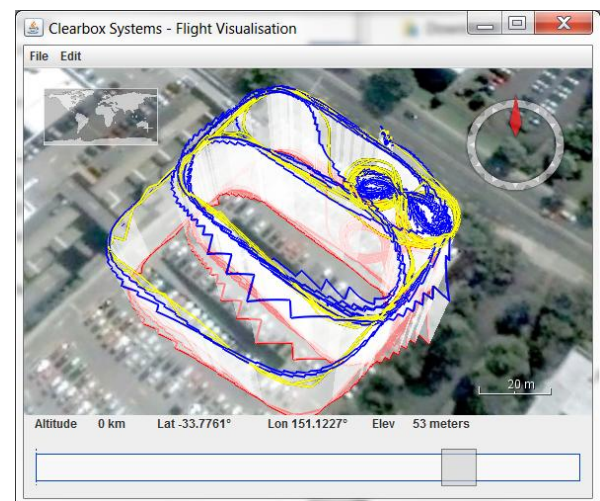 Clearbox Systems - Flight Visualisation
File Edit
20 m
Altitude 0 km Lat -33.7761° Lon 151.1227° Elev 53 meters